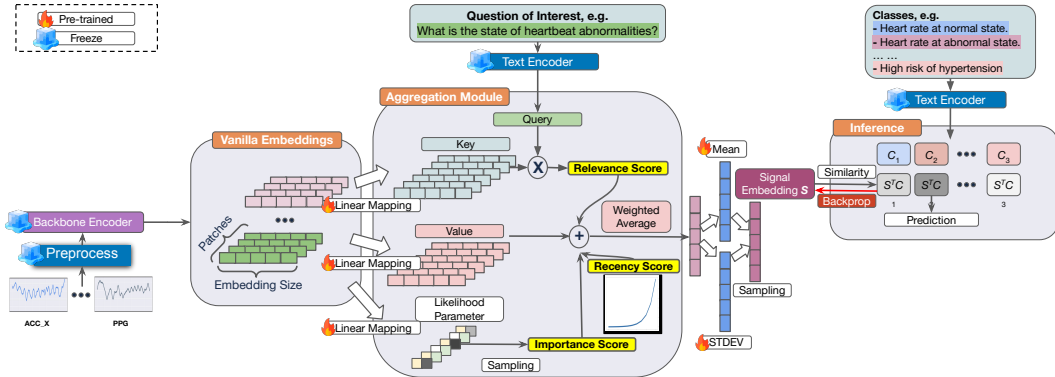 Pre-trained
Freeze
Question of Interest, e.g.
What is the state of heartbeat abnormalities?
Text Encoder
Classes, e.g.
- Heart rate at normal state.
- Heart rate at abnormal state.
... ...
- High risk of hypertension
Text Encoder
Aggregation Module
Query
Key
X
Relevance Score
Vanilla Embeddings
Linear Mapping
Patches
Embedding Size
Backbone Encoder
Preprocess
ACC_X
PPG
Value
Linear Mapping
+
Weighted
Average
Recency Score
Likelihood
Parameter
Linear Mapping
Sampling
Importance Score
Mean
STDEV
Sampling
Signal
Embedding S
Similarity
Backprop
Inference
C1
C2
C3
SᵀC
SᵀC
SᵀC
1
2
3
Prediction